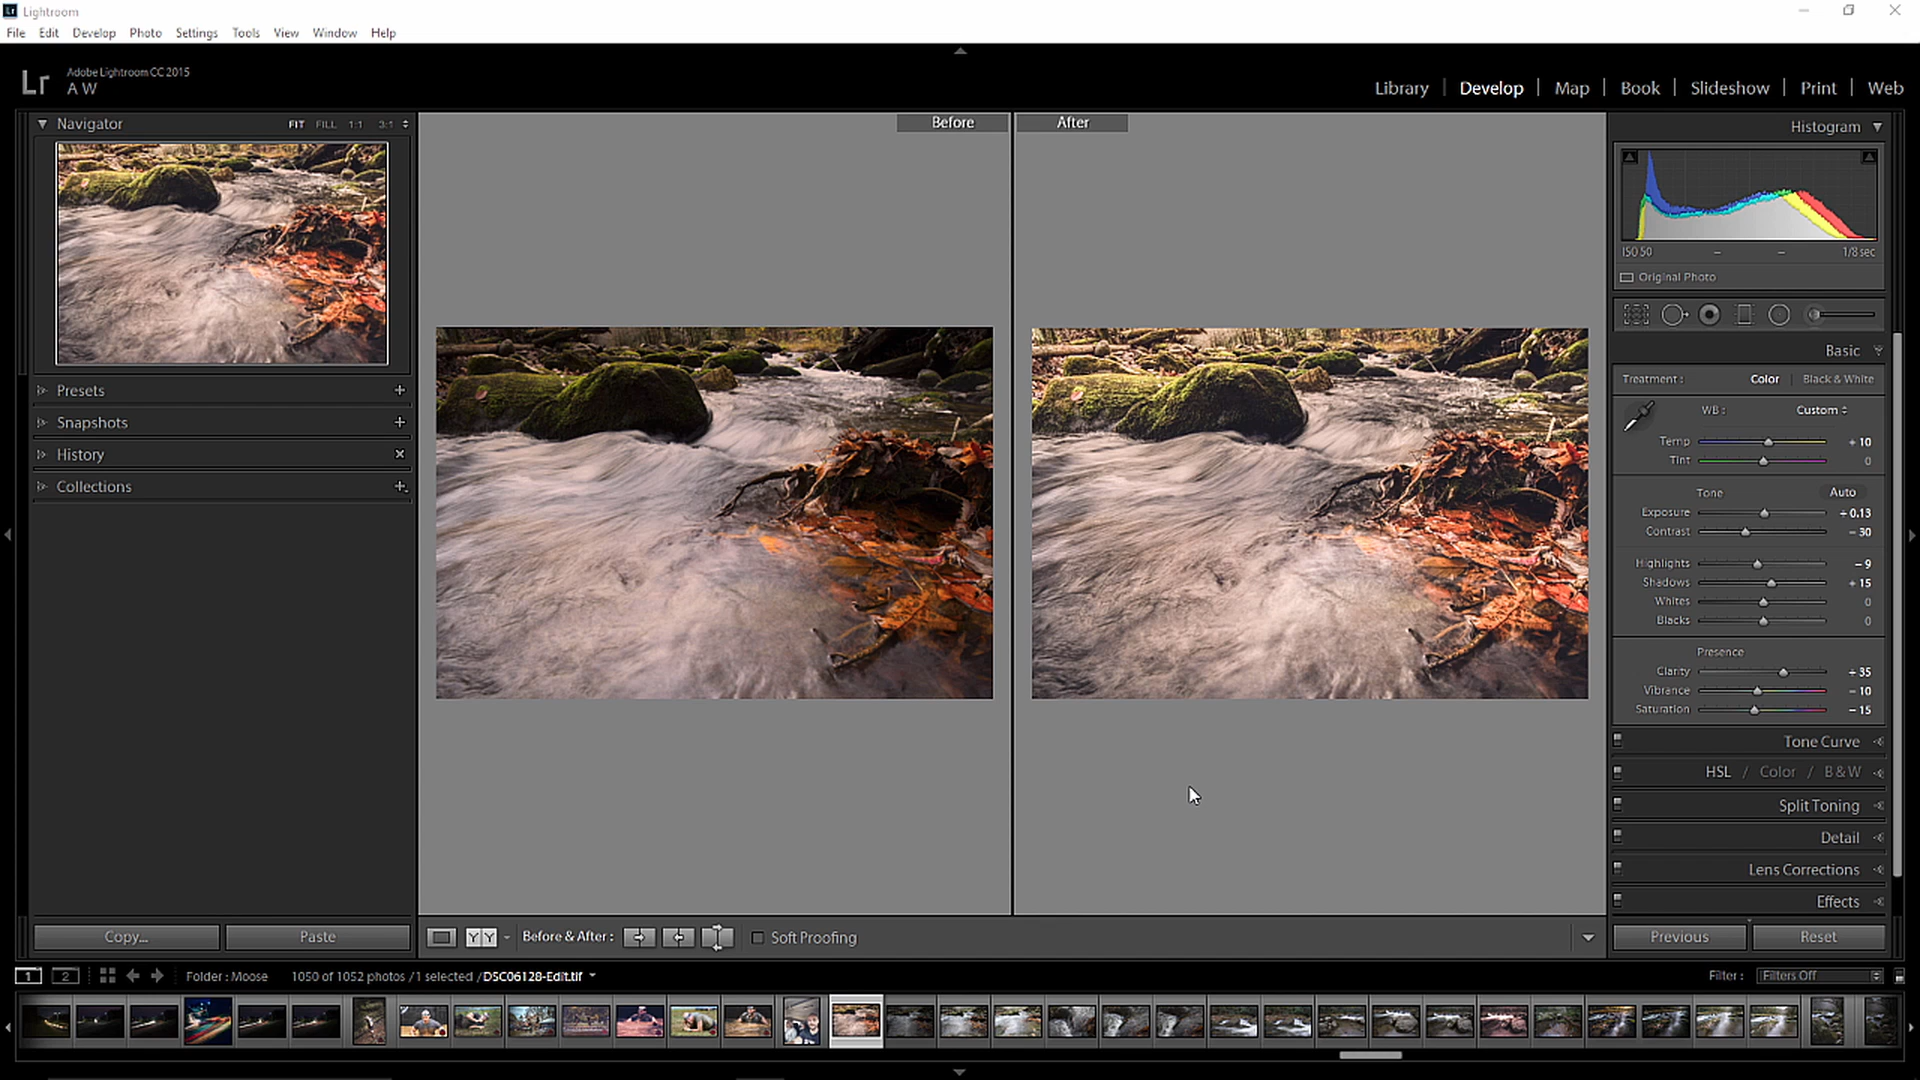 Lightroom
File Edit Develop Photo Settings Tools View Window Help
Lr
Adobe Lightroom CC 2015
A W
Library | Develop | Map | Book | Slideshow | Print | Web
Navigator FIT FILL 1:1 3:1
Before
After
Histogram
ISO 50 – – 1/8 sec
Original Photo
Presets
Snapshots
History
Collections
Basic
Treatment : Color | Black & White
WB : Custom
Temp + 10
Tint 0
Tone Auto
Exposure + 0.13
Contrast – 30
Highlights – 9
Shadows + 15
Whites 0
Blacks 0
Presence
Clarity + 35
Vibrance – 10
Saturation – 15
Tone Curve
HSL / Color / B & W
Split Toning
Detail
Lens Corrections
Effects
Copy... Paste
YY Before & After : Soft Proofing
Previous Reset
1 2 Folder : Moose 1050 of 1052 photos / 1 selected / DSC06128-Edit.tif
Filter : Filters Off